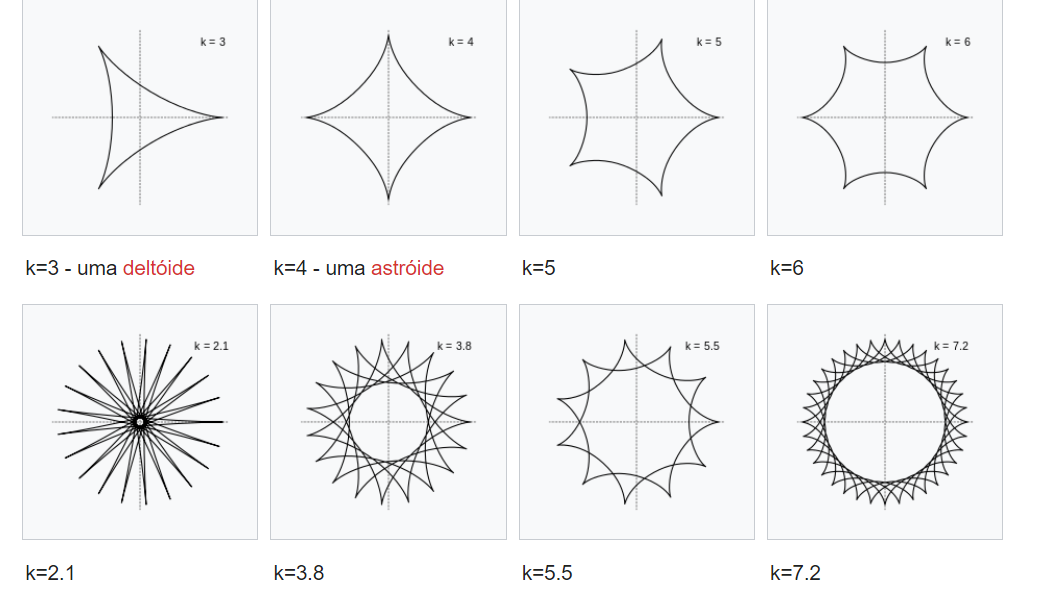 k = 3
k = 4
k = 5
k = 6
k=3 - uma deltóide
k=4 - uma astróide
k=5
k=6
k = 2.1
k = 3.8
k = 5.5
k = 7.2
k=2.1
k=3.8
k=5.5
k=7.2